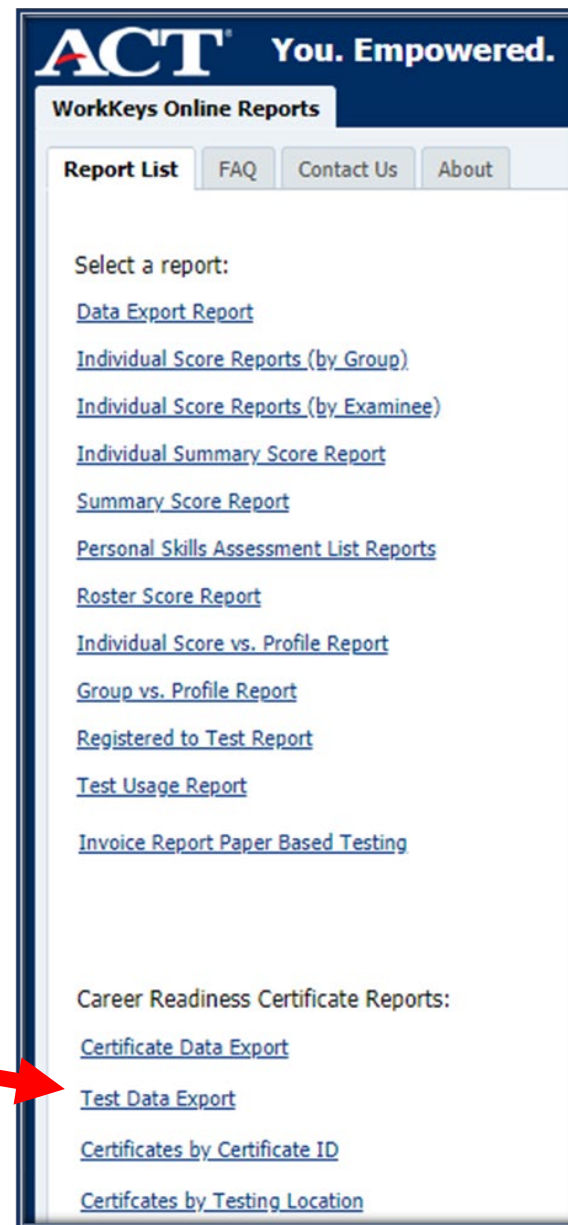 ACT® You. Empowered.
WorkKeys Online Reports
Report List FAQ Contact Us About
Select a report:
Data Export Report
Individual Score Reports (by Group)
Individual Score Reports (by Examinee)
Individual Summary Score Report
Summary Score Report
Personal Skills Assessment List Reports
Roster Score Report
Individual Score vs. Profile Report
Group vs. Profile Report
Registered to Test Report
Test Usage Report
Invoice Report Paper Based Testing
Career Readiness Certificate Reports:
Certificate Data Export
Test Data Export
Certificates by Certificate ID
Certifcates by Testing Location